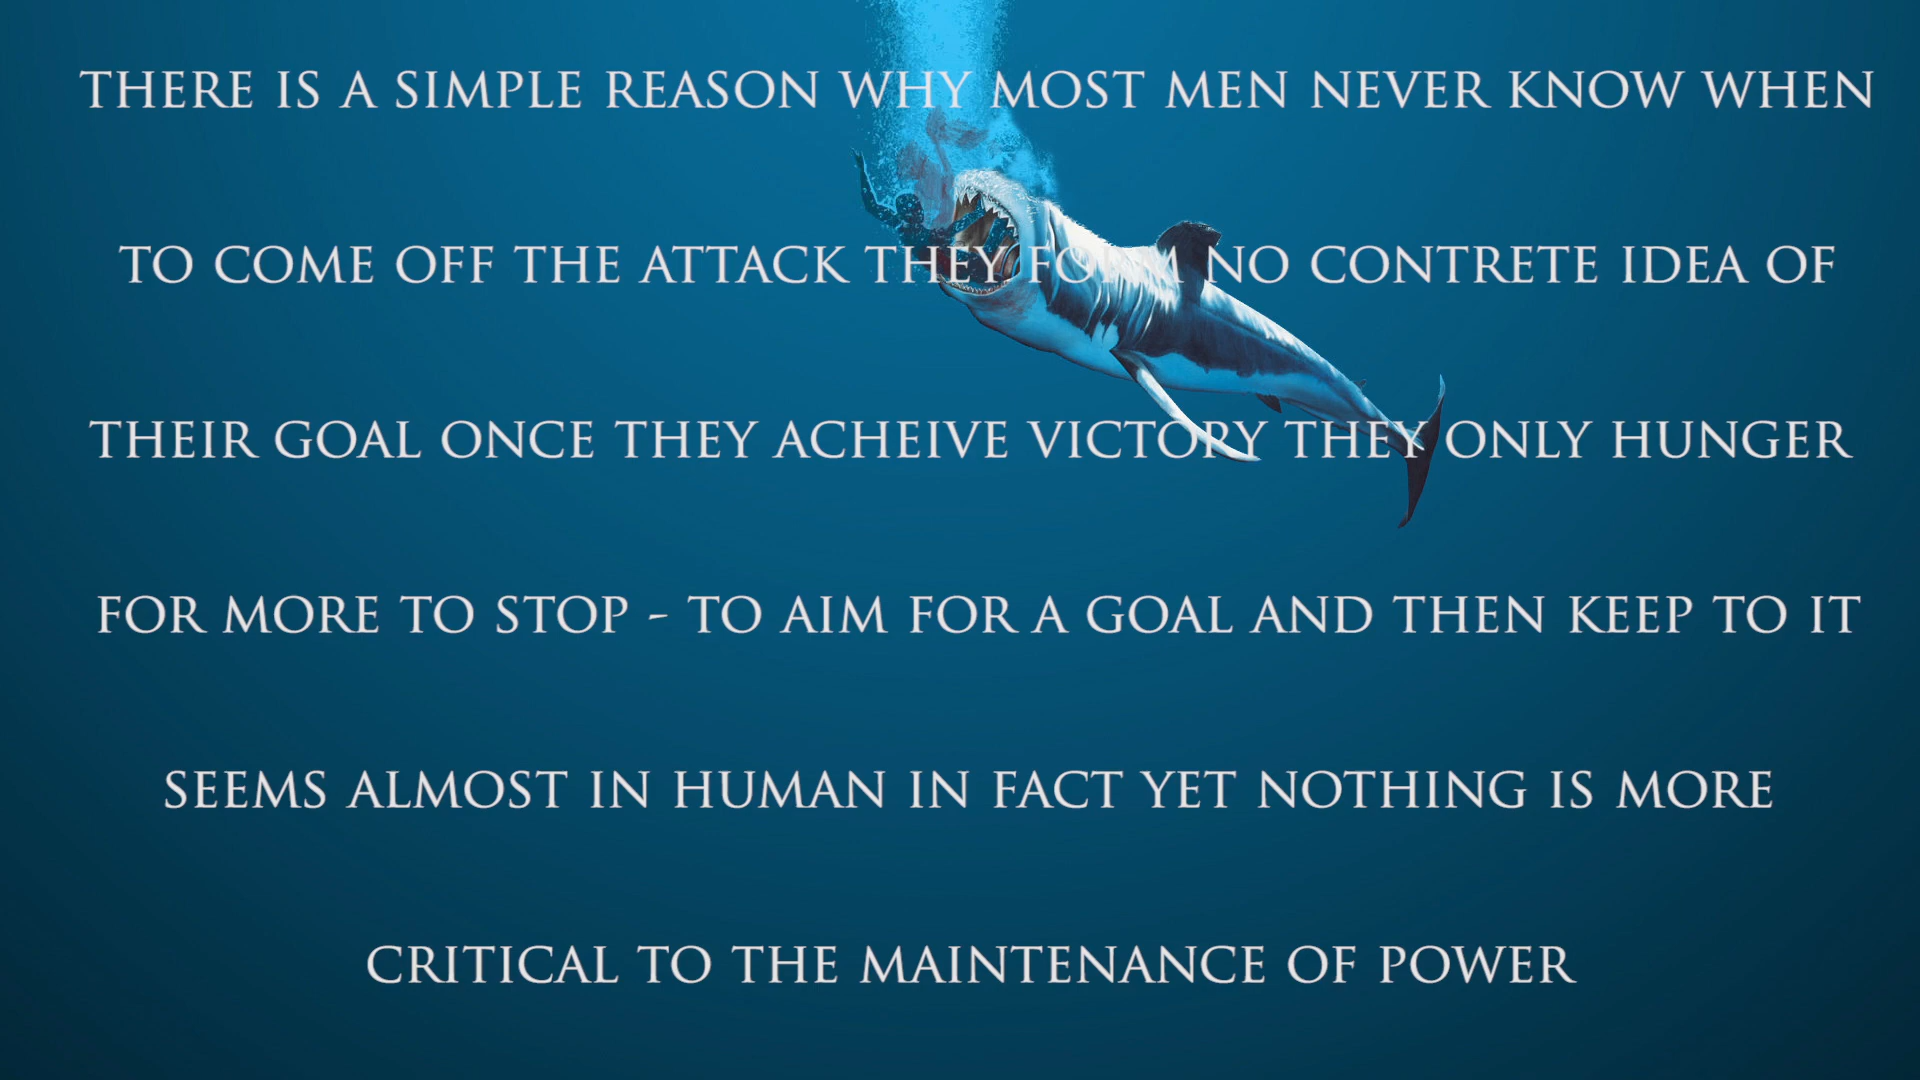 THERE IS A SIMPLE REASON WHY MOST MEN NEVER KNOW WHEN
TO COME OFF THE ATTACK THEY FORM NO CONTRETE IDEA OF
THEIR GOAL ONCE THEY ACHEIVE VICTORY THEY ONLY HUNGER
FOR MORE TO STOP - TO AIM FOR A GOAL AND THEN KEEP TO IT
SEEMS ALMOST IN HUMAN IN FACT YET NOTHING IS MORE
CRITICAL TO THE MAINTENANCE OF POWER